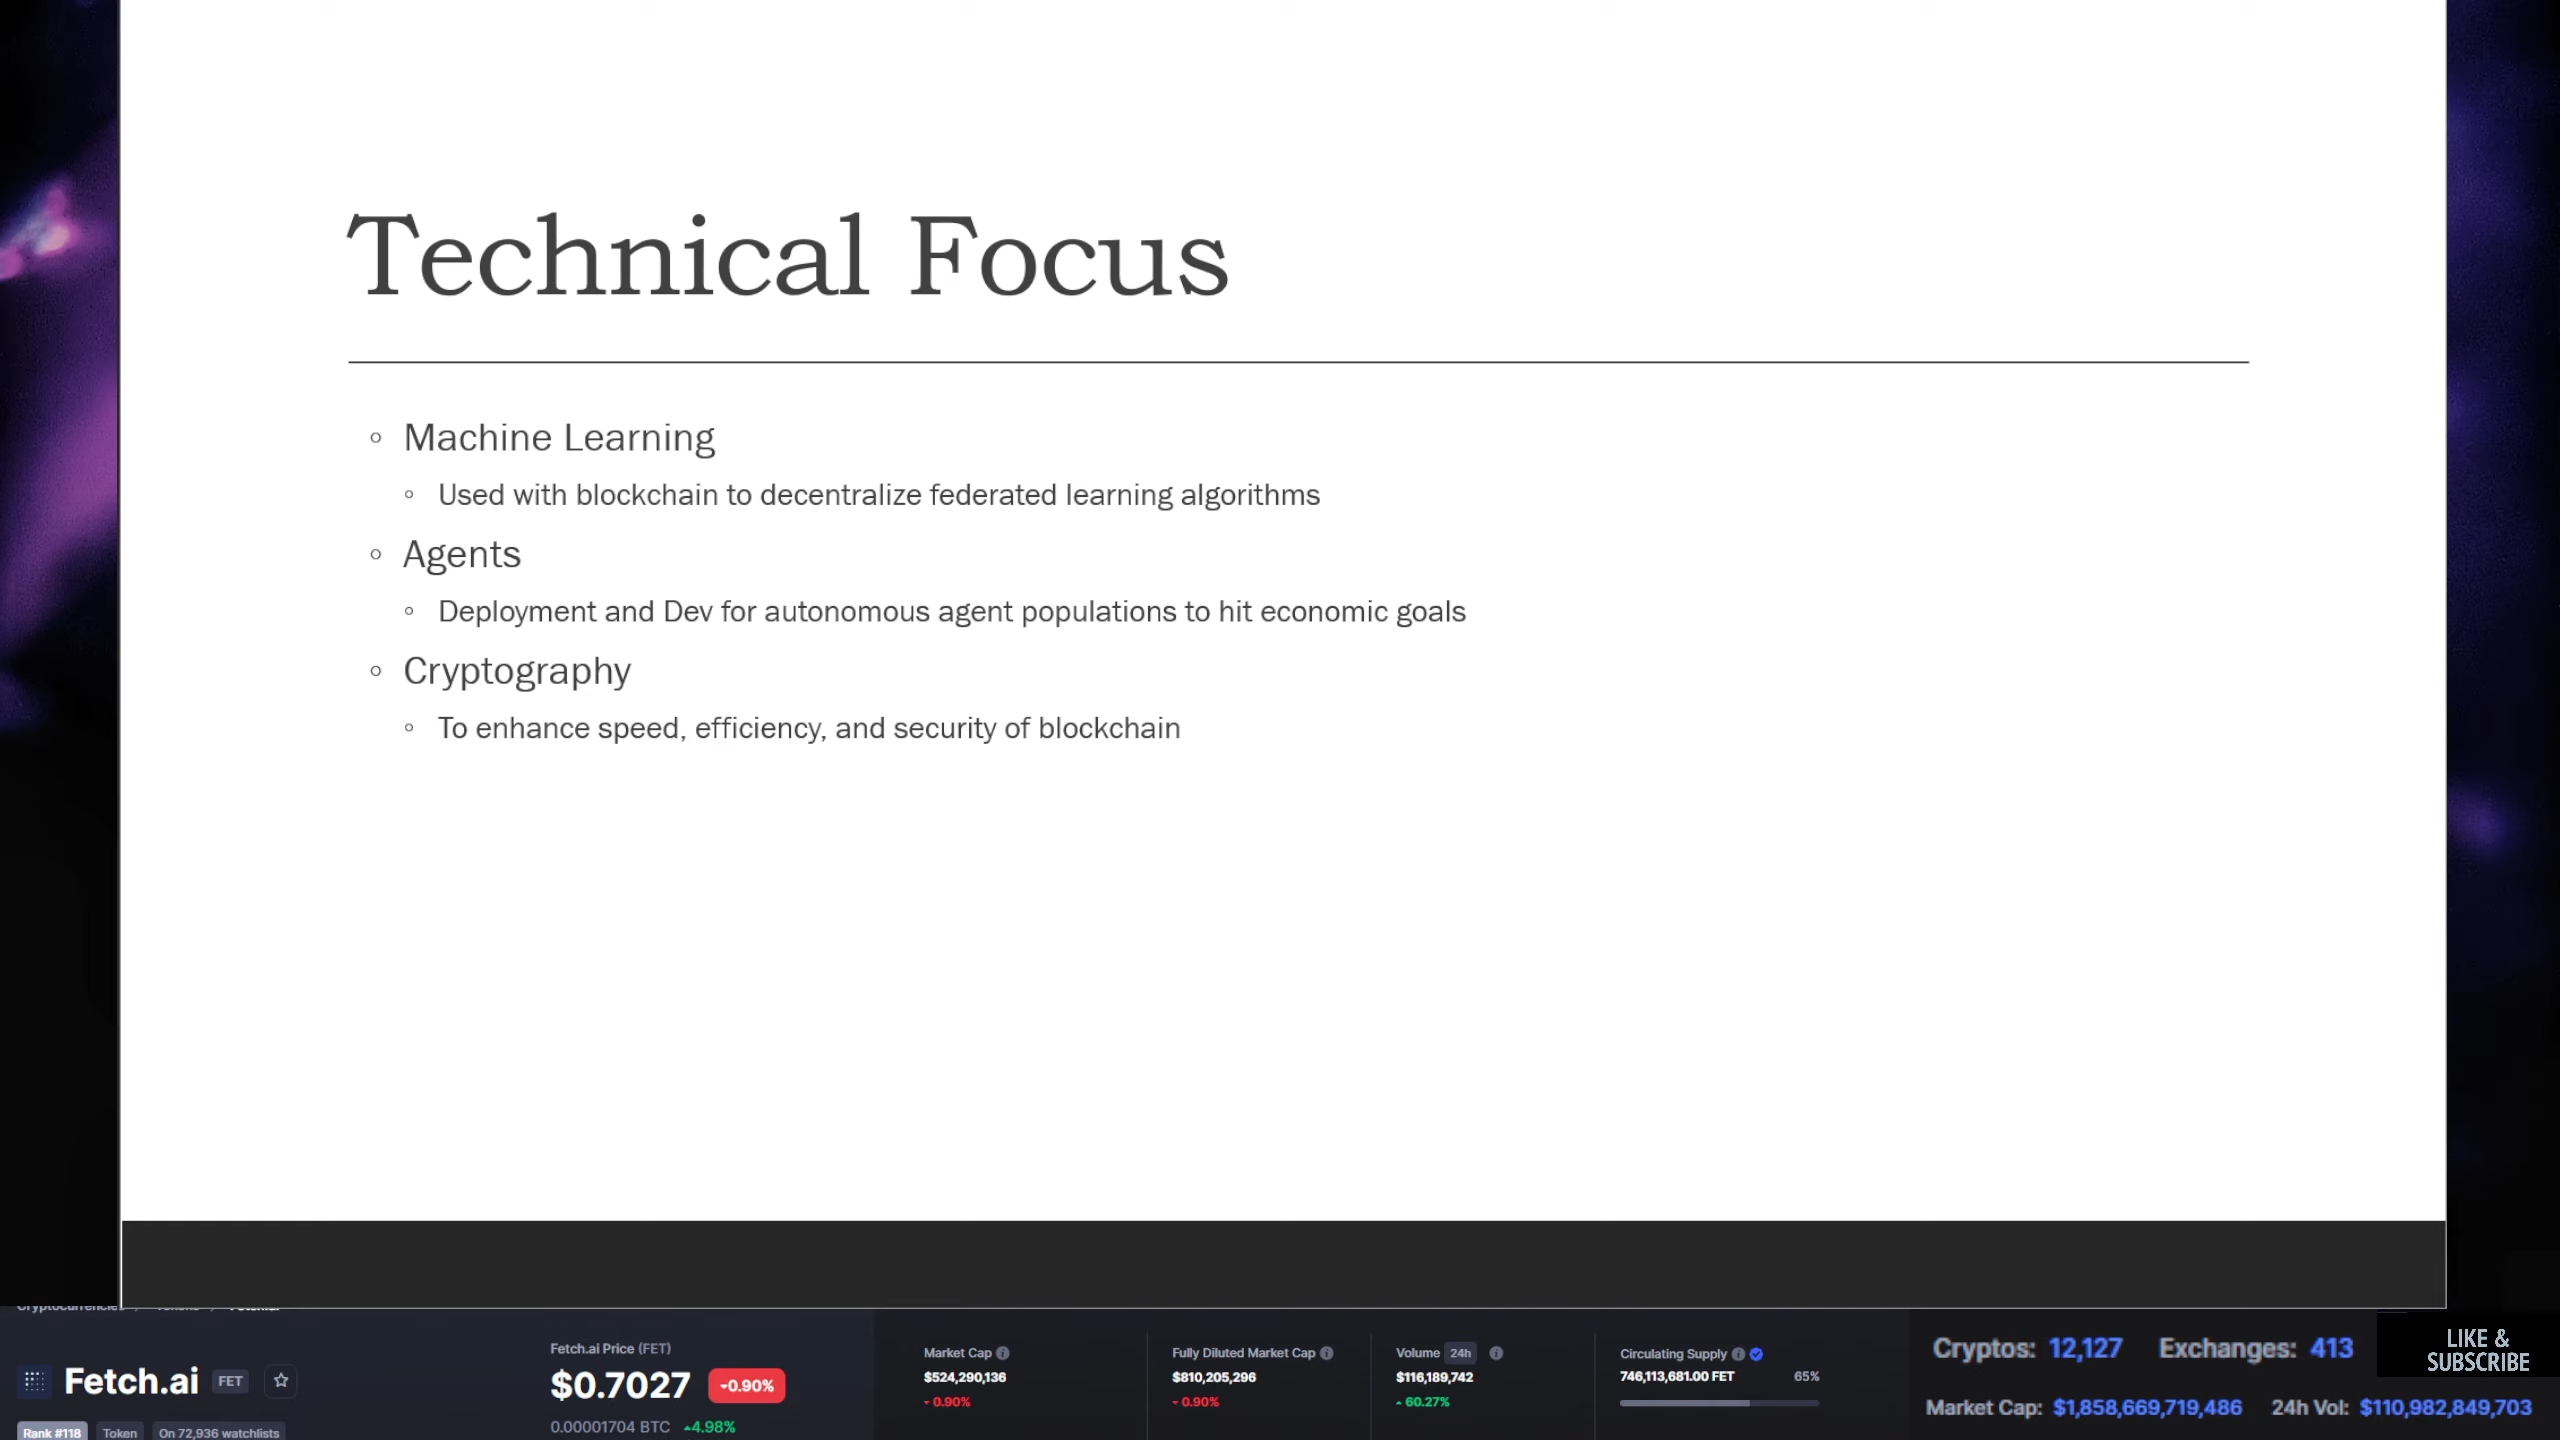 Technical Focus
Machine Learning
Used with blockchain to decentralize federated learning algorithms
Agents
Deployment and Dev for autonomous agent populations to hit economic goals
Cryptography
To enhance speed, efficiency, and security of blockchain
Fetch.ai FET
Rank #118 Token On 72,936 watchlists
Fetch.ai Price (FET)
$0.7027 -0.90%
0.00001704 BTC 4.98%
Market Cap
$524,290,136
0.90%
Fully Diluted Market Cap
$810,205,296
0.90%
Volume 24h
$116,189,742
60.27%
Circulating Supply
746,113,681.00 FET 65%
Cryptos: 12,127 Exchanges: 413
Market Cap: $1,858,669,719,486 24h Vol: $110,982,849,703
LIKE &
SUBSCRIBE